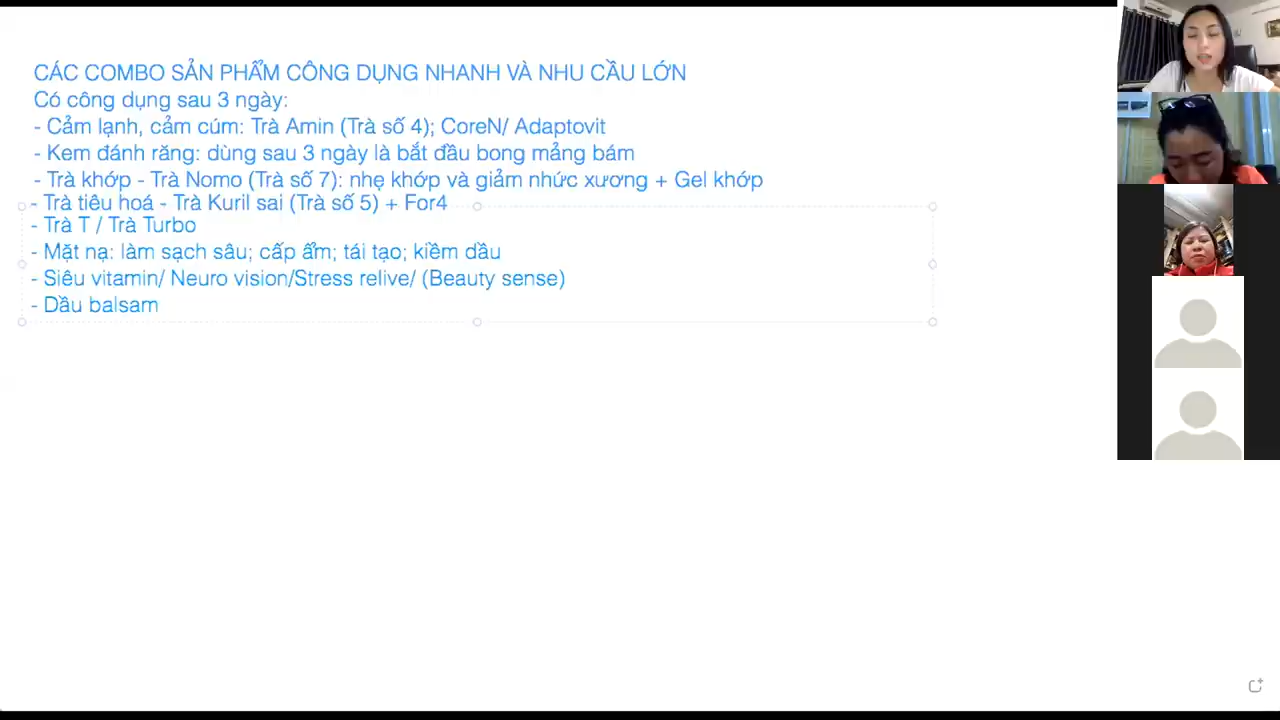 CÁC COMBO SẢN PHẨM CÔNG DỤNG NHANH VÀ NHU CẦU LỚN
Có công dụng sau 3 ngày:
- Cảm lạnh, cảm cúm: Trà Amin (Trà số 4); CoreN/ Adaptovit
- Kem đánh răng: dùng sau 3 ngày là bắt đầu bong mảng bám
- Trà khớp - Trà Nomo (Trà số 7): nhẹ khớp và giảm nhức xương + Gel khớp
- Trà tiêu hoá - Trà Kuril sai (Trà số 5) + For4
- Trà T / Trà Turbo
- Mặt nạ: làm sạch sâu; cấp ẩm; tái tạo; kiềm dầu
- Siêu vitamin/ Neuro vision/Stress relive/ (Beauty sense)
- Dầu balsam